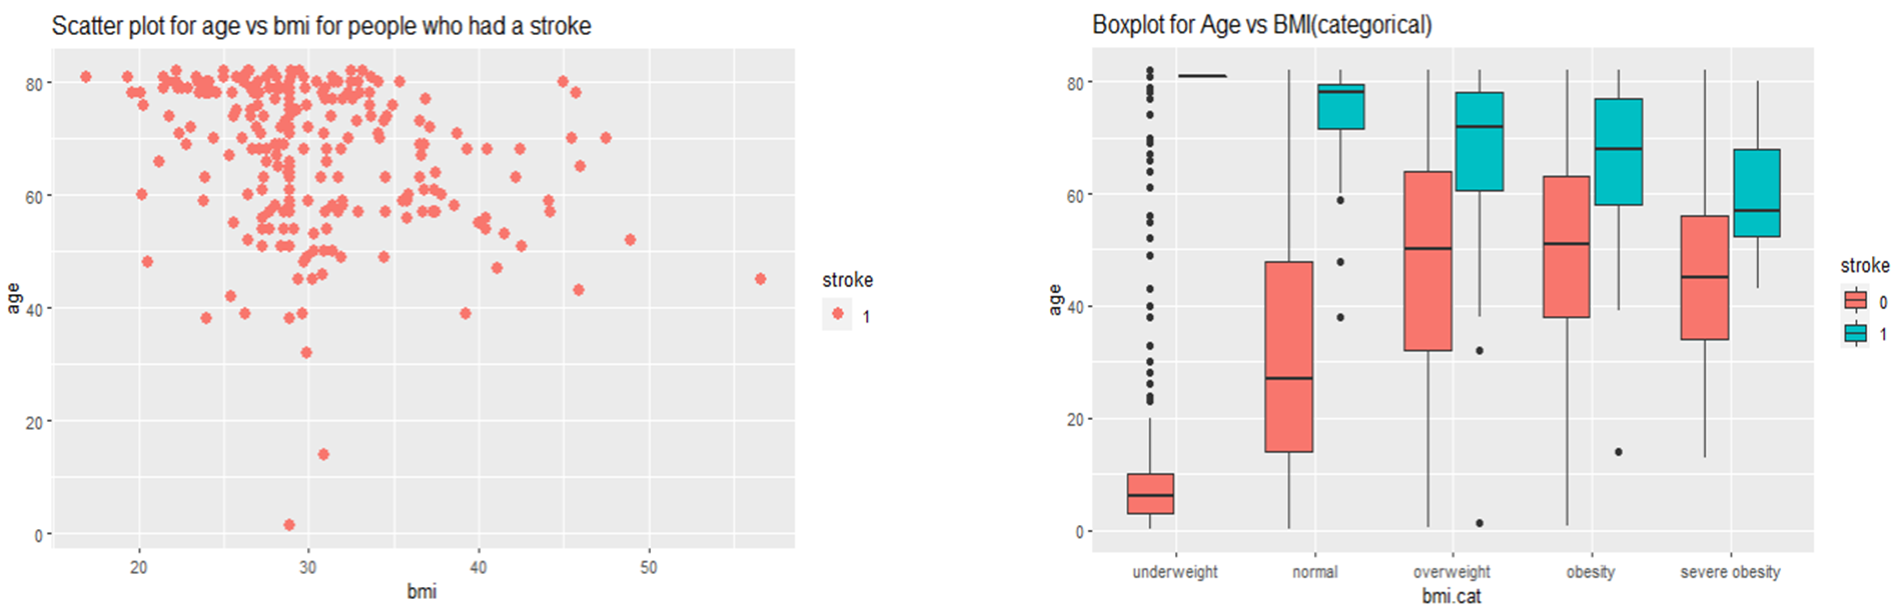 Scatter plot for age vs bmi for people who had a stroke
80
60
40
20
0
age
20 30 40 50
bmi
stroke
1
Boxplot for Age vs BMI(categorical)
80
60
40
20
0
age
underweight normal overweight obesity severe obesity
bmi.cat
stroke
0
1